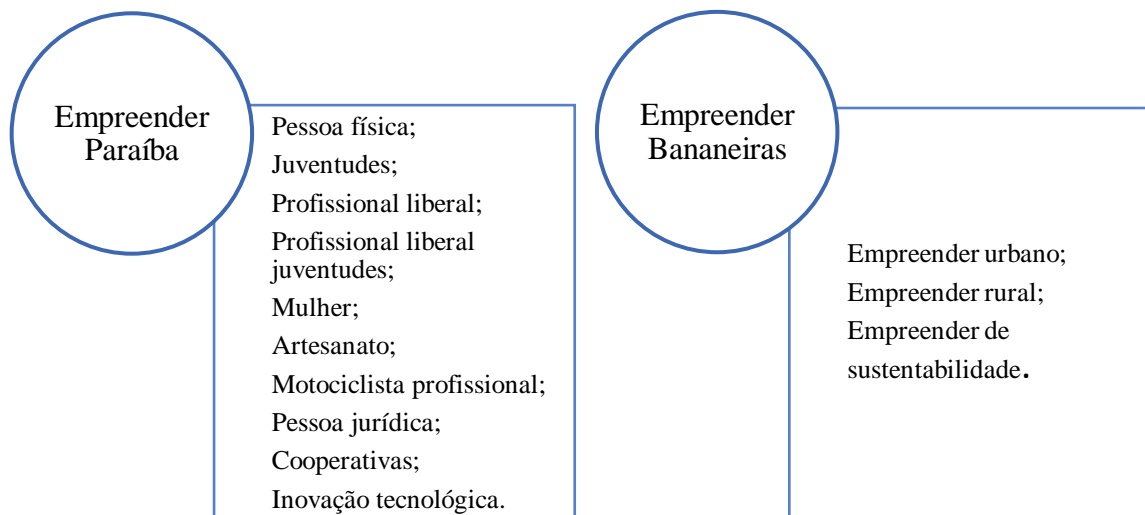 Empreender
Paraíba
Pessoa física;
Juventudes;
Profissional liberal;
Profissional liberal
juventudes;
Mulher;
Artesanato;
Motociclista profissional;
Pessoa jurídica;
Cooperativas;
Inovação tecnológica.
Empreender
Bananeiras
Empreender urbano;
Empreender rural;
Empreender de
sustentabilidade.